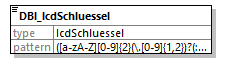 DBI_IcdSchluessel
type IcdSchluessel
pattern ([a-zA-Z][0-9]{2}(\.[0-9]{1,2})?(:...